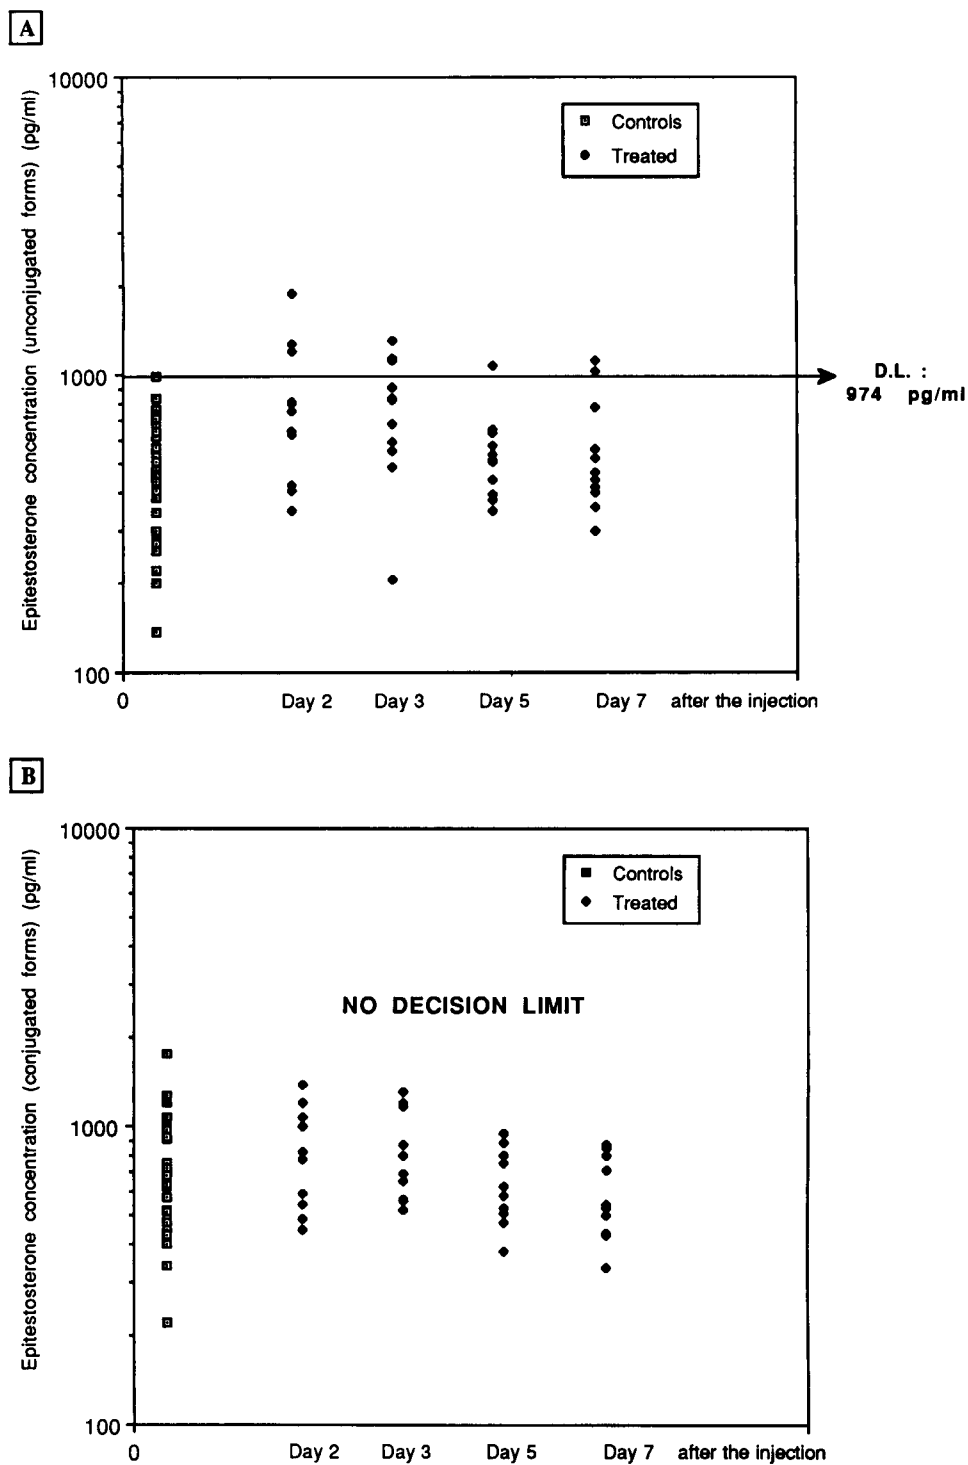 A
Epitestosterone concentration (unconjugated forms) (pg/ml)
10000
1000
100
Controls
Treated
D.L. :
974 pg/ml
0 Day 2 Day 3 Day 5 Day 7 after the injection
B
Epitestosterone concentration (conjugated forms) (pg/ml)
10000
1000
100
Controls
Treated
NO DECISION LIMIT
0 Day 2 Day 3 Day 5 Day 7 after the injection